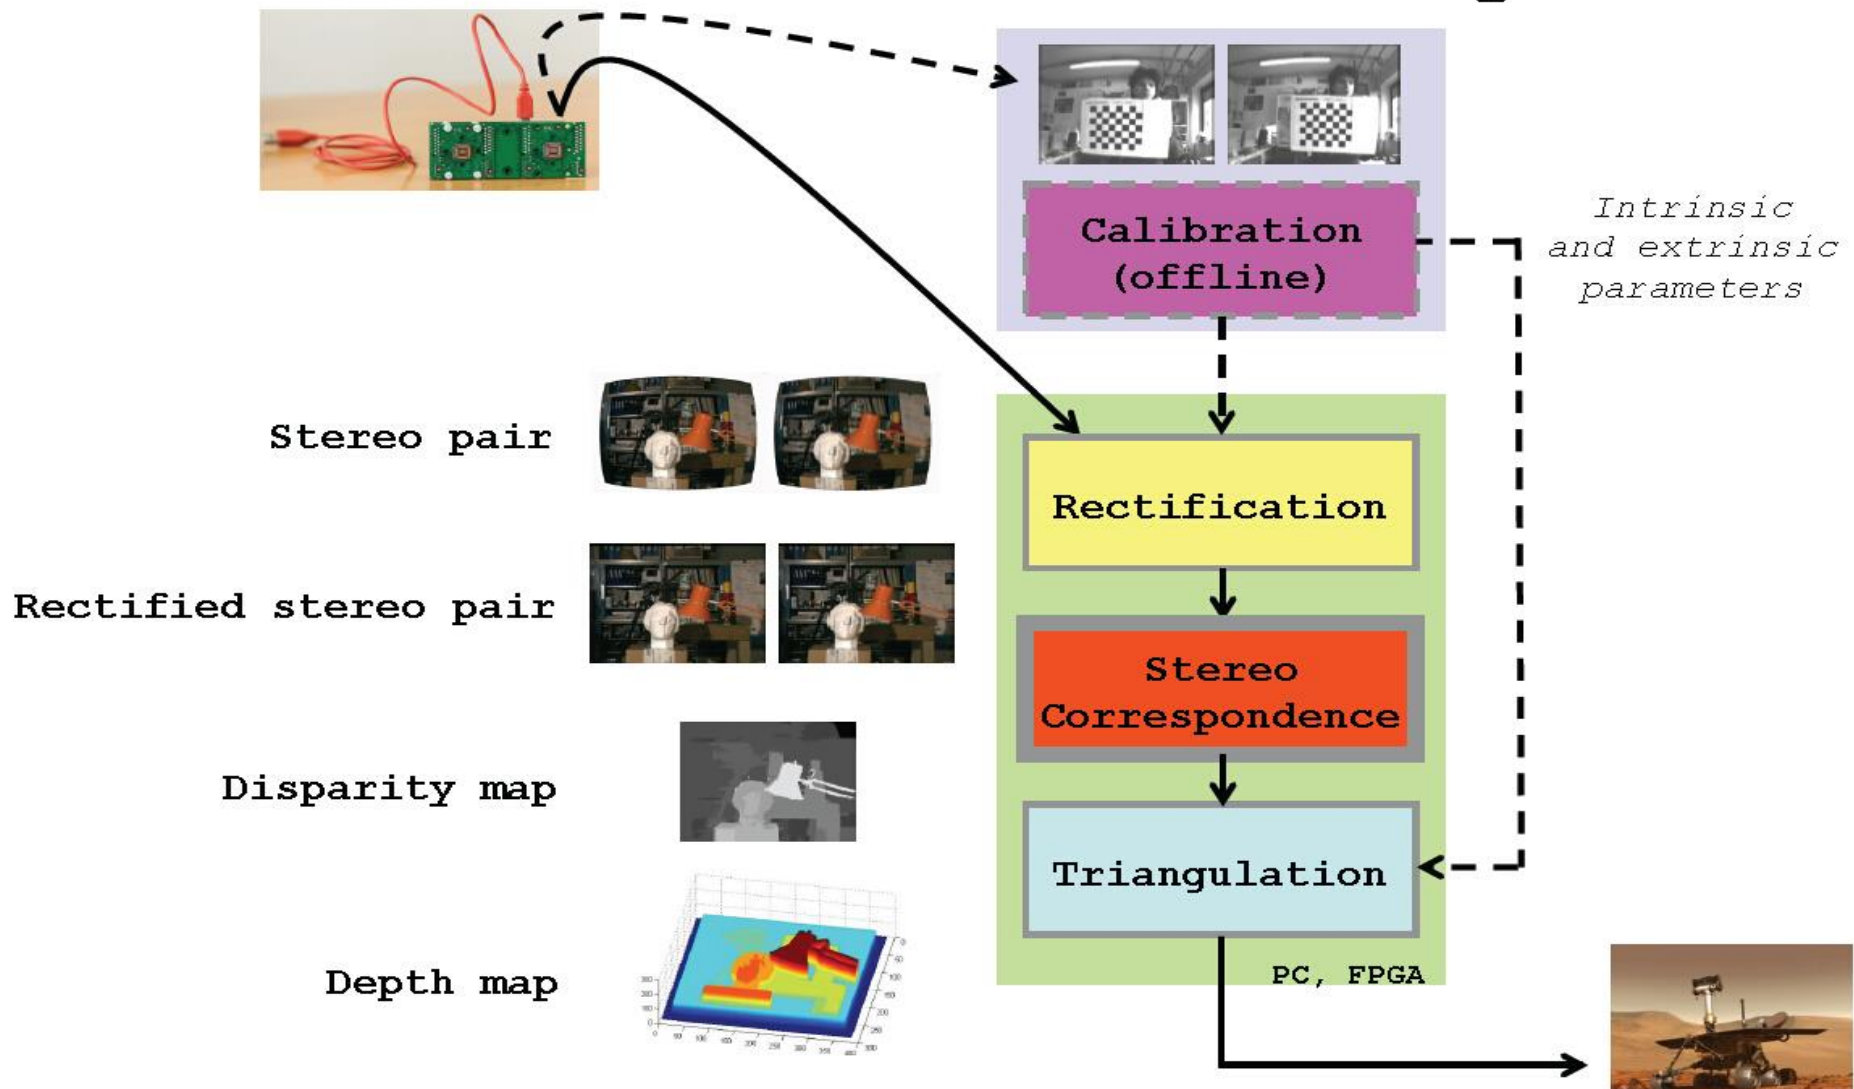 Calibration
(offline)
Intrinsic
and extrinsic
parameters
Stereo pair
Rectification
Rectified stereo pair
Stereo
Correspondence
Disparity map
Triangulation
Depth map
PC, FPGA